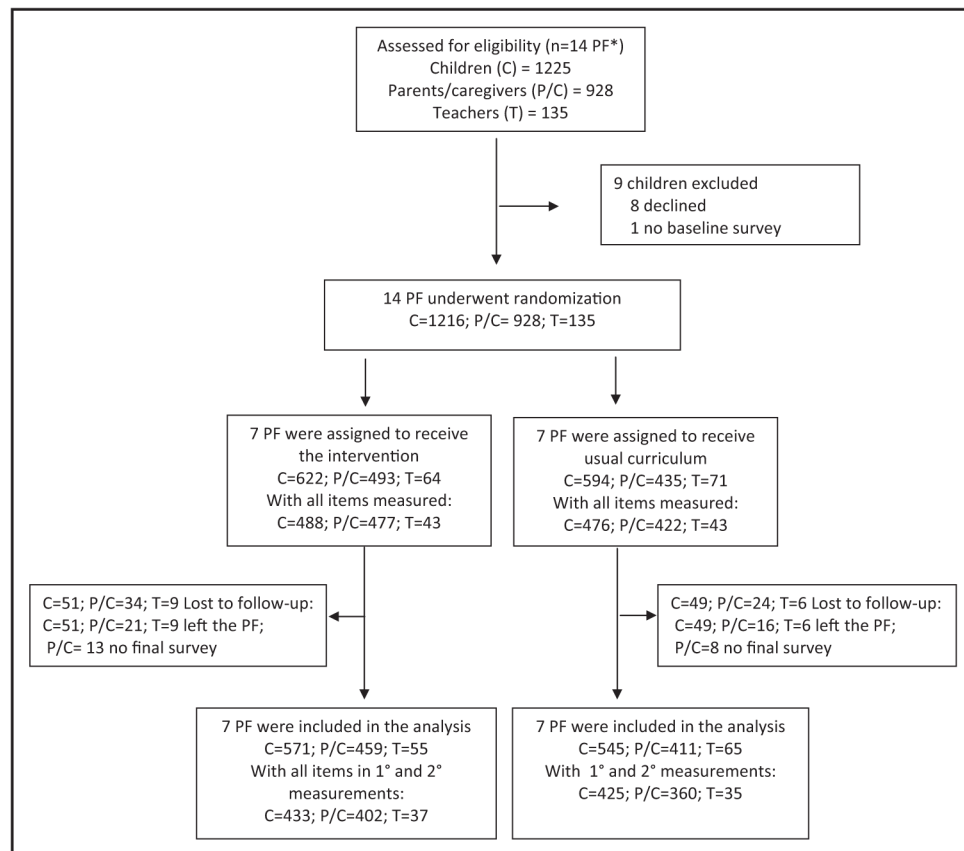 Assessed for eligibility (n=14 PF*)
Children (C) = 1225
Parents/caregivers (P/C) = 928
Teachers (T) = 135
9 children excluded
8 declined
1 no baseline survey
14 PF underwent randomization
C=1216; P/C= 928; T=135
7 PF were assigned to receive
the intervention
C=622; P/C=493; T=64
With all items measured:
C=488; P/C=477; T=43
7 PF were assigned to receive
usual curriculum
C=594; P/C=435; T=71
With all items measured:
C=476; P/C=422; T=43
C=51; P/C=34; T=9 Lost to follow-up:
C=51; P/C=21; T=9 left the PF;
P/C= 13 no final survey
C=49; P/C=24; T=6 Lost to follow-up:
C=49; P/C=16; T=6 left the PF;
P/C=8 no final survey
7 PF were included in the analysis
C=571; P/C=459; T=55
With all items in 1° and 2°
measurements:
C=433; P/C=402; T=37
7 PF were included in the analysis
C=545; P/C=411; T=65
With 1° and 2° measurements:
C=425; P/C=360; T=35